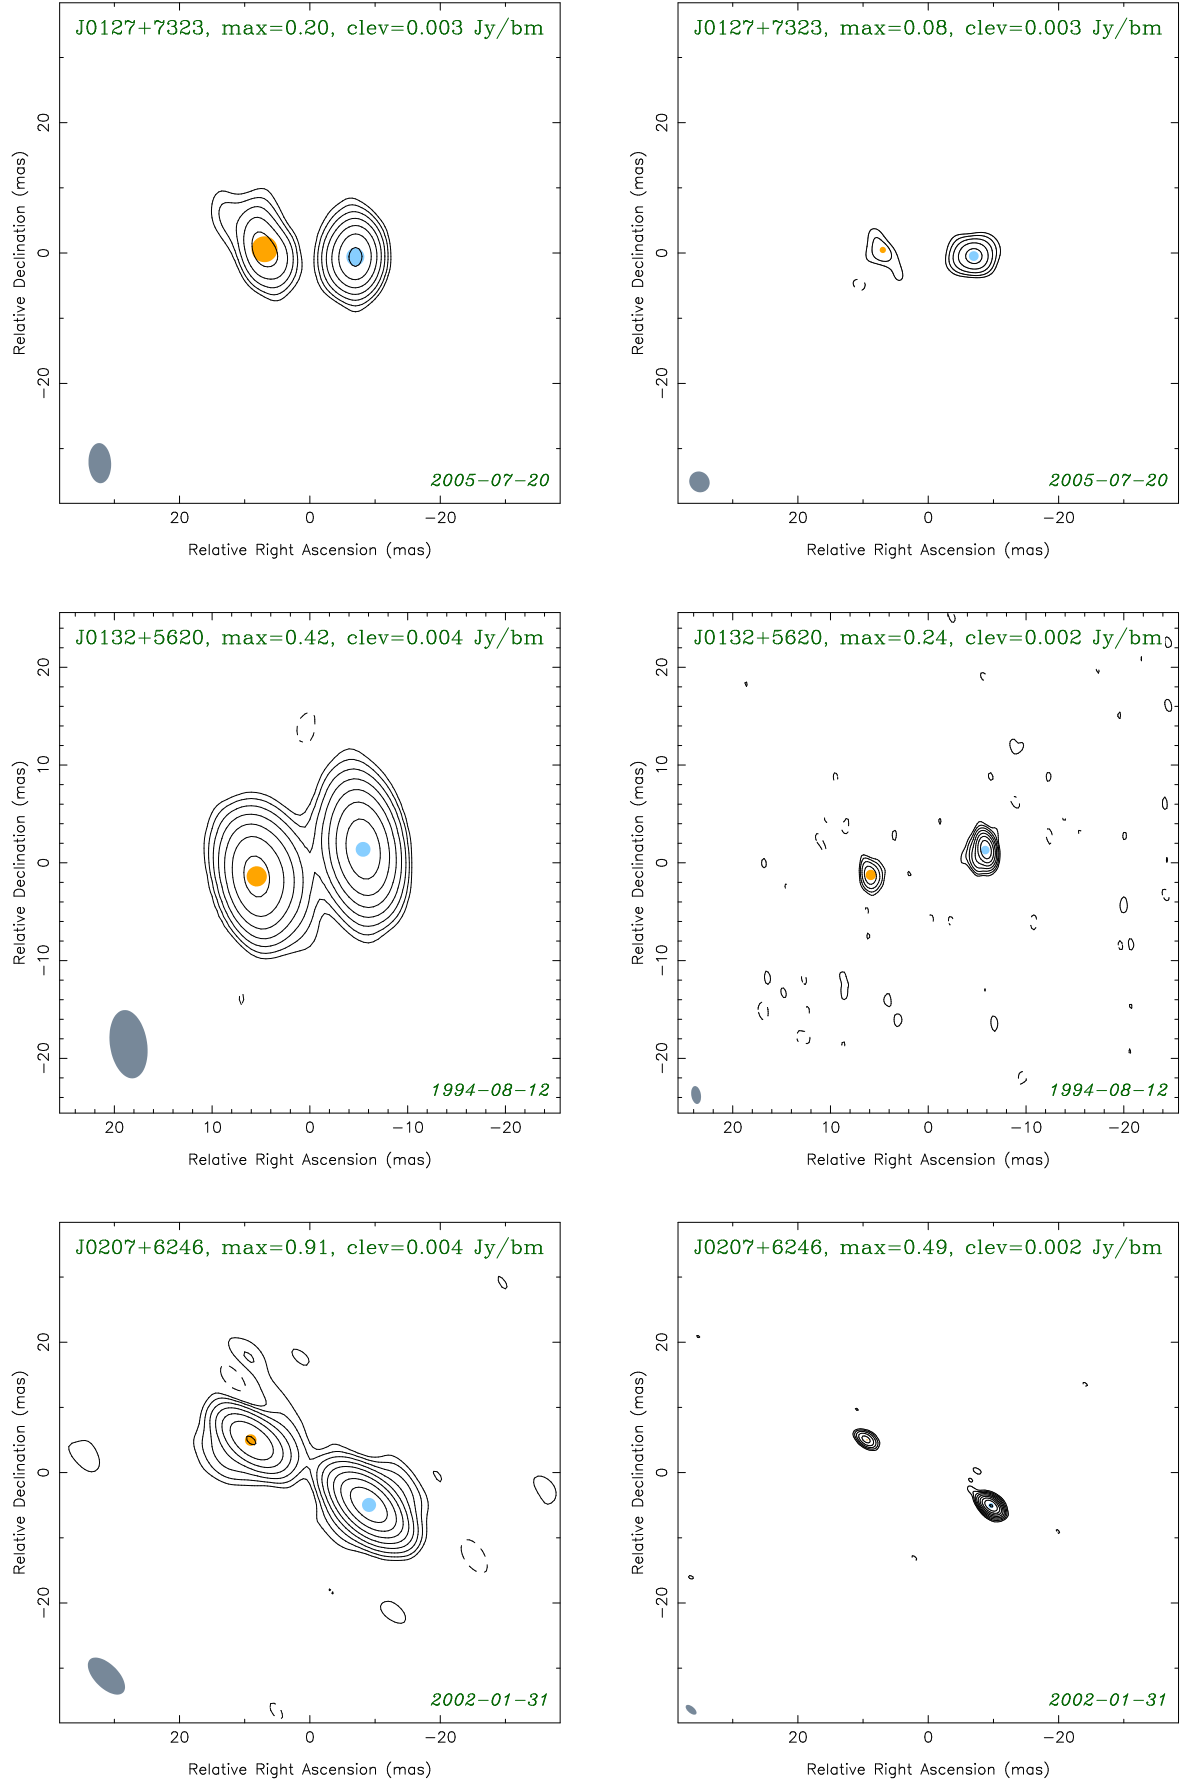 J0127+7323, max=0.20, clev=0.003 Jy/bm
Relative Declination (mas)
20
0
−20
2005−07−20
20 0 −20
Relative Right Ascension (mas)
J0127+7323, max=0.08, clev=0.003 Jy/bm
Relative Declination (mas)
20
0
−20
2005−07−20
20 0 −20
Relative Right Ascension (mas)
J0132+5620, max=0.42, clev=0.004 Jy/bm
Relative Declination (mas)
20
10
0
−10
−20
1994−08−12
20 10 0 −10 −20
Relative Right Ascension (mas)
J0132+5620, max=0.24, clev=0.002 Jy/bm
Relative Declination (mas)
20
10
0
−10
−20
1994−08−12
20 10 0 −10 −20
Relative Right Ascension (mas)
J0207+6246, max=0.91, clev=0.004 Jy/bm
Relative Declination (mas)
20
0
−20
2002−01−31
20 0 −20
Relative Right Ascension (mas)
J0207+6246, max=0.49, clev=0.002 Jy/bm
Relative Declination (mas)
20
0
−20
2002−01−31
20 0 −20
Relative Right Ascension (mas)